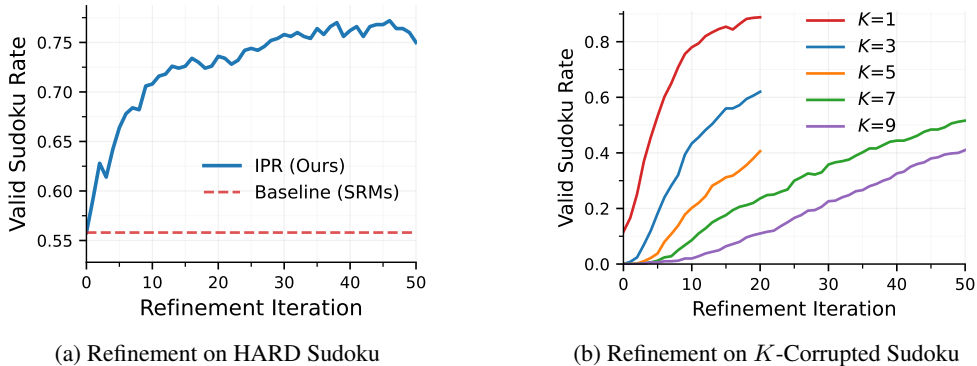 Valid Sudoku Rate
0.75
0.70
0.65
0.60
0.55
IPR (Ours)
Baseline (SRMs)
0 10 20 30 40 50
Refinement Iteration
(a) Refinement on HARD Sudoku
Valid Sudoku Rate
0.8
0.6
0.4
0.2
0.0
K=1
K=3
K=5
K=7
K=9
0 10 20 30 40 50
Refinement Iteration
(b) Refinement on K-Corrupted Sudoku